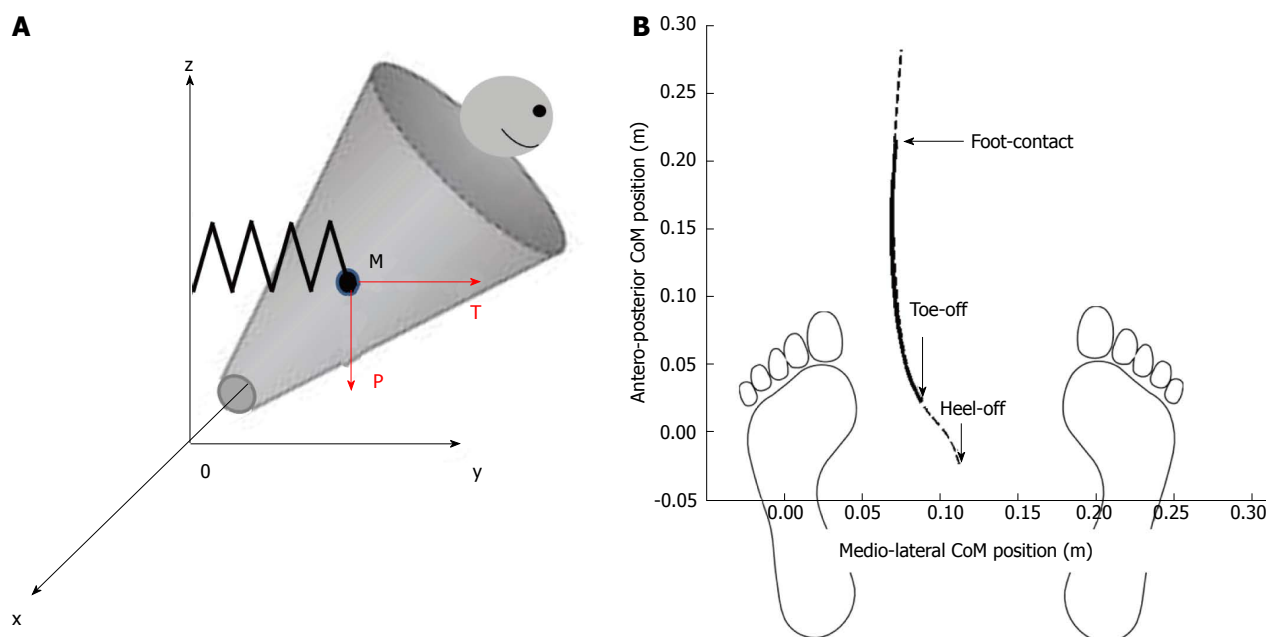 A
z
M
T
P
0
y
x
B
Antero-posterior CoM position (m)
0.30
0.25
0.20
0.15
0.10
0.05
0.00
-0.05
Foot-contact
Toe-off
Heel-off
0.00 0.05 0.10 0.15 0.20 0.25 0.30
Medio-lateral CoM position (m)